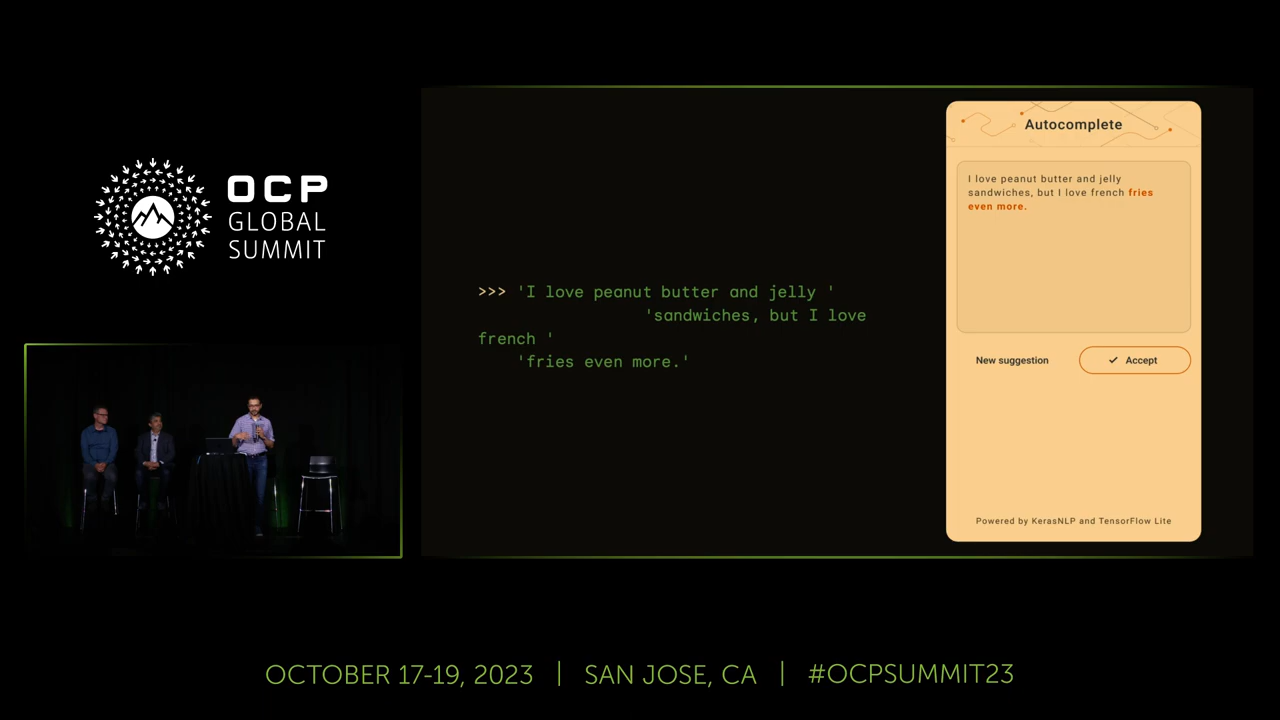 OCP
GLOBAL
SUMMIT
>>> 'I love peanut butter and jelly '
'sandwiches, but I love
french '
'fries even more.'
Autocomplete
I love peanut butter and jelly
sandwiches, but I love french fries
even more.
New suggestion
Accept
Powered by KerasNLP and TensorFlow Lite
OCTOBER 17-19, 2023 | SAN JOSE, CA | #OCPSUMMIT23